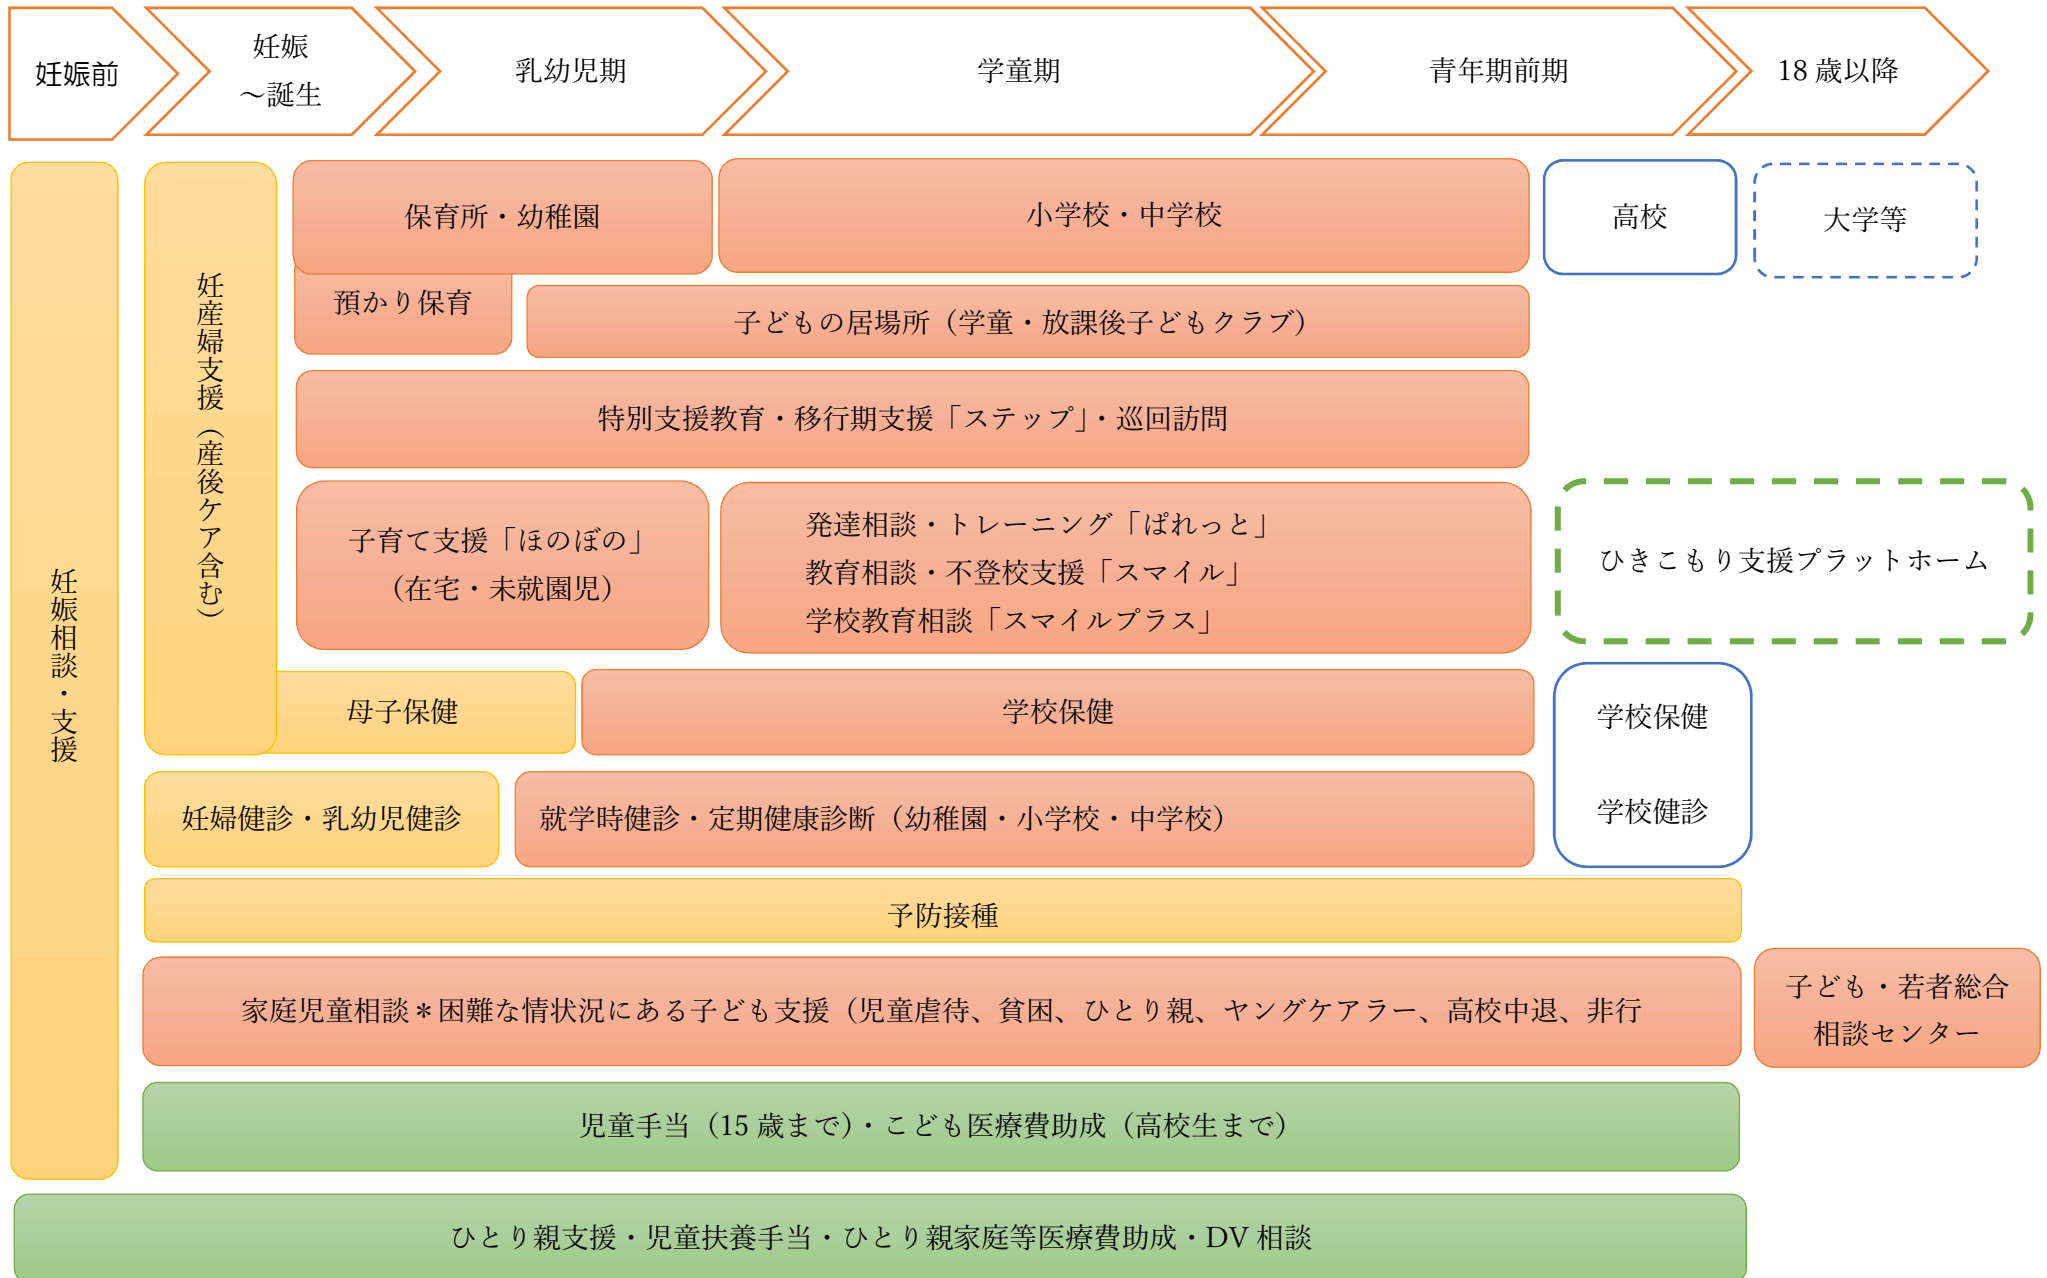 妊娠前
妊娠
～誕生
乳幼児期
学童期
青年期前期
18 歳以降
妊娠相談・支援
妊産婦支援（産後ケア含む）
保育所・幼稚園
小学校・中学校
高校
大学等
預かり保育
子どもの居場所（学童・放課後子どもクラブ）
特別支援教育・移行期支援「ステップ」・巡回訪問
子育て支援「ほのぼの」
（在宅・未就園児）
発達相談・トレーニング「ぱれっと」
教育相談・不登校支援「スマイル」
学校教育相談「スマイルプラス」
ひきこもり支援プラットホーム
母子保健
学校保健
学校保健
学校健診
妊婦健診・乳幼児健診
就学時健診・定期健康診断（幼稚園・小学校・中学校）
予防接種
家庭児童相談＊困難な情状況にある子ども支援（児童虐待、貧困、ひとり親、ヤングケアラー、高校中退、非行
子ども・若者総合
相談センター
児童手当（15 歳まで）・こども医療費助成（高校生まで）
ひとり親支援・児童扶養手当・ひとり親家庭等医療費助成・DV 相談